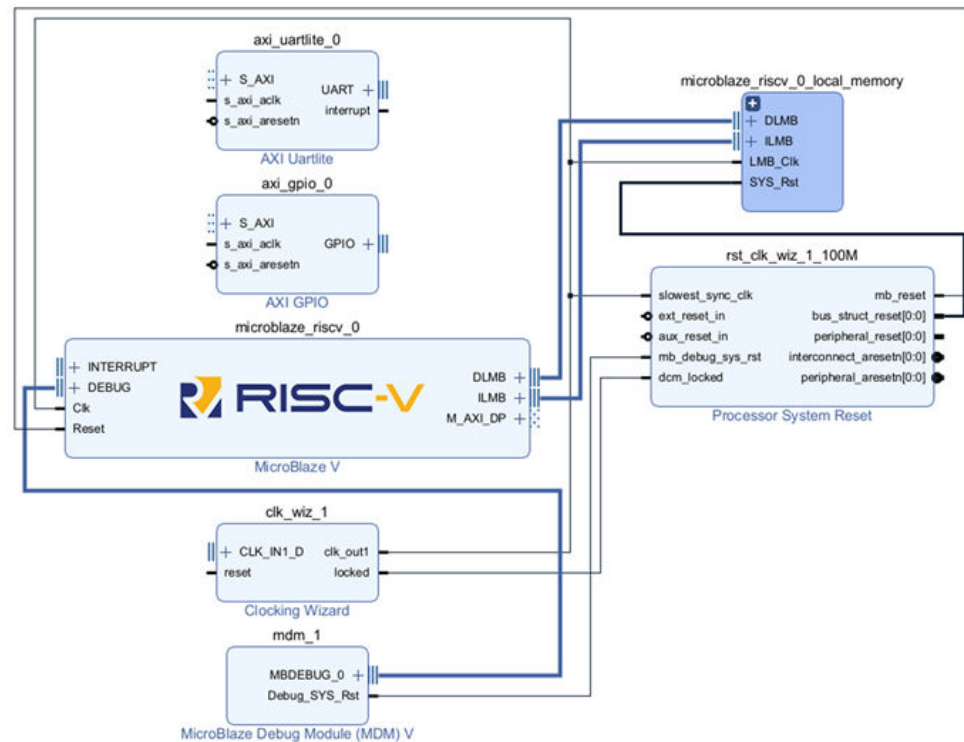 axi_uartlite_0
S_AXI
s_axi_aclk
s_axi_aresetn
UART
interrupt
AXI Uartlite
axi_gpio_0
S_AXI
s_axi_aclk
s_axi_aresetn
GPIO
AXI GPIO
microblaze_riscv_0
INTERRUPT
DEBUG
Clk
Reset
RISC-V
DLMB
ILMB
M_AXI_DP
MicroBlaze V
clk_wiz_1
CLK_IN1_D
reset
clk_out1
locked
Clocking Wizard
mdm_1
MBDEBUG_0
Debug_SYS_Rst
MicroBlaze Debug Module (MDM) V
microblaze_riscv_0_local_memory
DLMB
ILMB
LMB_Clk
SYS_Rst
rst_clk_wiz_1_100M
slowest_sync_clk
ext_reset_in
aux_reset_in
mb_debug_sys_rst
dcm_locked
mb_reset
bus_struct_reset[0:0]
peripheral_reset[0:0]
interconnect_aresetn[0:0]
peripheral_aresetn[0:0]
Processor System Reset